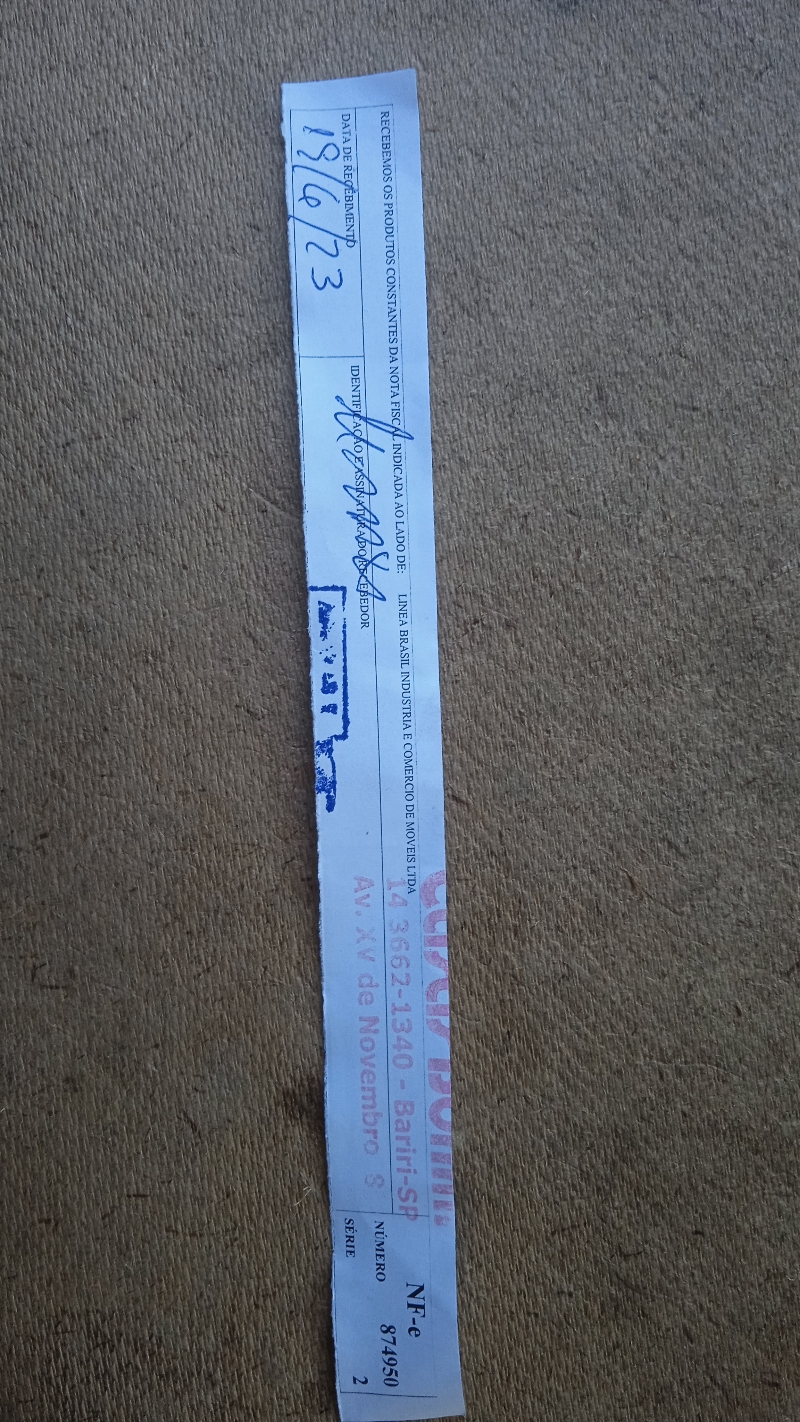 RECEBEMOS OS PRODUTOS CONSTANTES DA NOTA FISCAL INDICADA AO LADO DE: LINEA BRASIL INDUSTRIA E COMERCIO DE MOVEIS LTDA
NF-e
14 3662-1340 - Bariri-SP
NÚMERO 874950
DATA DE RECEBIMENTO
IDENTIFICAÇÃO E ASSINATURA DO RECEBEDOR
Av. XV de Novembro
SÉRIE 2
19/6/23